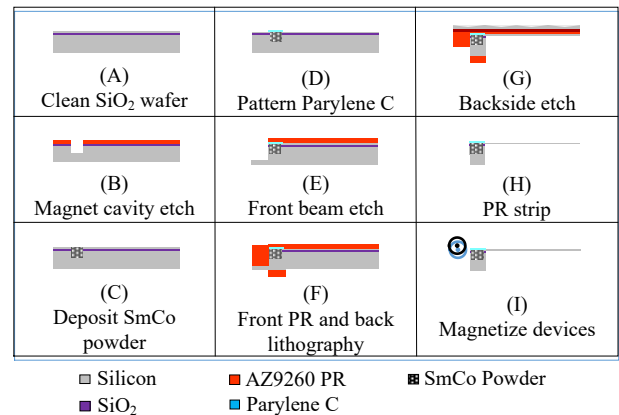 (A)
Clean SiO₂ wafer
(D)
Pattern Parylene C
(G)
Backside etch
(B)
Magnet cavity etch
(E)
Front beam etch
(H)
PR strip
(C)
Deposit SmCo
powder
(F)
Front PR and back
lithography
(I)
Magnetize devices
Silicon
AZ9260 PR
SmCo Powder
SiO₂
Parylene C